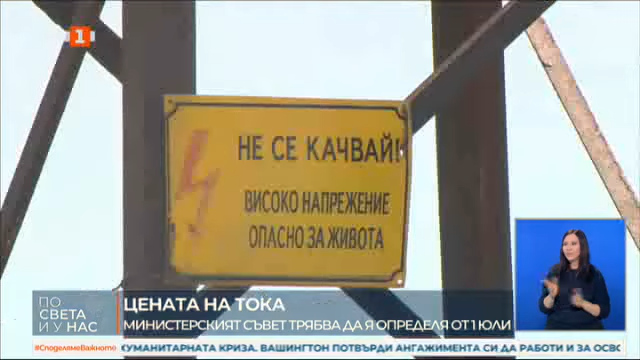 1
НЕ СЕ КАЧВАЙ!
ВИСОКО НАПРЕЖЕНИЕ
ОПАСНО ЗА ЖИВОТА
ПО
СВЕТА
И У НАС
ЦЕНАТА НА ТОКА
МИНИСТЕРСКИЯТ СЪВЕТ ТРЯБВА ДА Я ОПРЕДЕЛЯ ОТ 1 ЮЛИ
#СподелямеВажното
ХУМАНИТАРНАТА КРИЗА. ВАШИНГТОН ПОТВЪРДИ АНГАЖИМЕНТА СИ ДА РАБОТИ И ЗА ОСВО